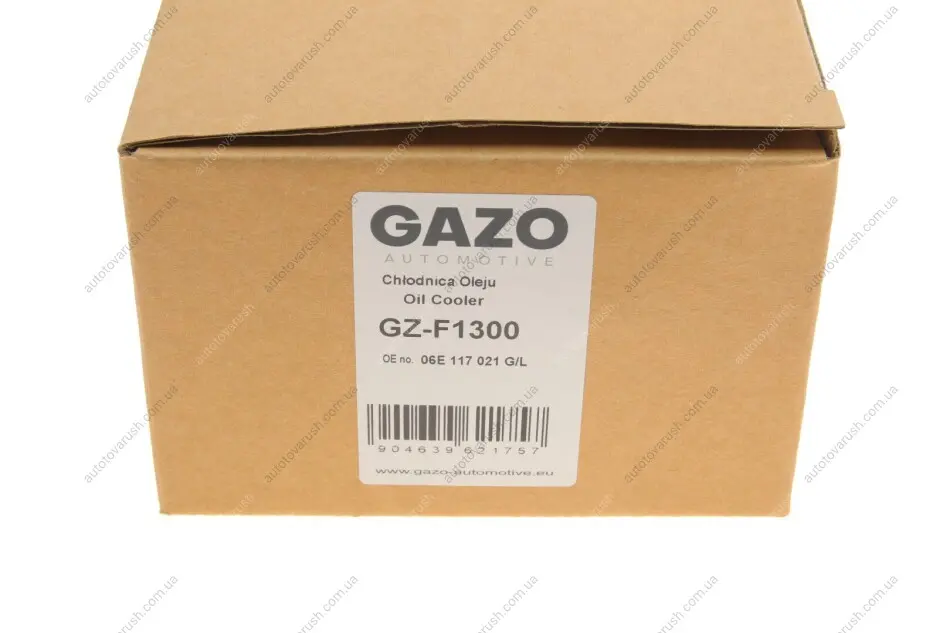 GAZO
AUTOMOTIVE
Chłodnica Oleju
Oil Cooler
GZ-F1300
OE no. 06E 117 021 G/L
904639 621757
www.gazo-automotive.eu
autotovarush.com.ua